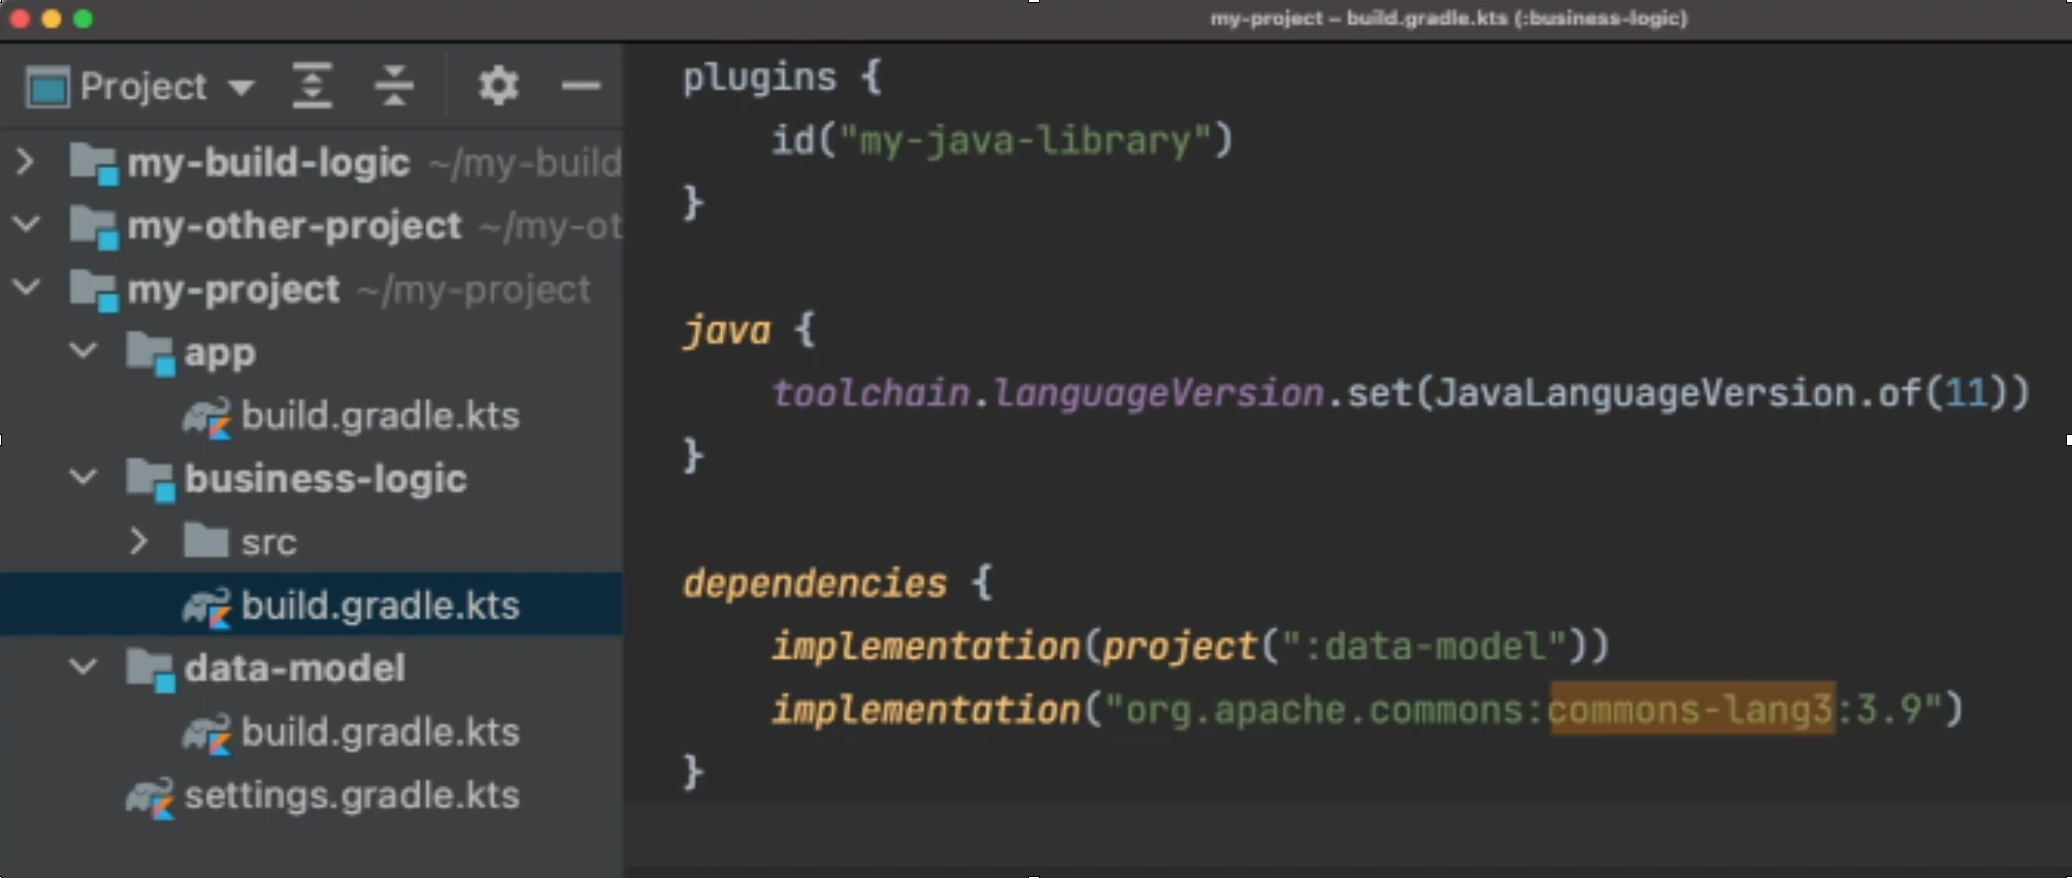 my-project – build.gradle.kts (:business-logic)
Project
my-build-logic ~/my-build
my-other-project ~/my-ot
my-project ~/my-project
app
build.gradle.kts
business-logic
src
build.gradle.kts
data-model
build.gradle.kts
settings.gradle.kts
plugins {
    id("my-java-library")
}
java {
    toolchain.languageVersion.set(JavaLanguageVersion.of(11))
}
dependencies {
    implementation(project(":data-model"))
    implementation("org.apache.commons:commons-lang3:3.9")
}